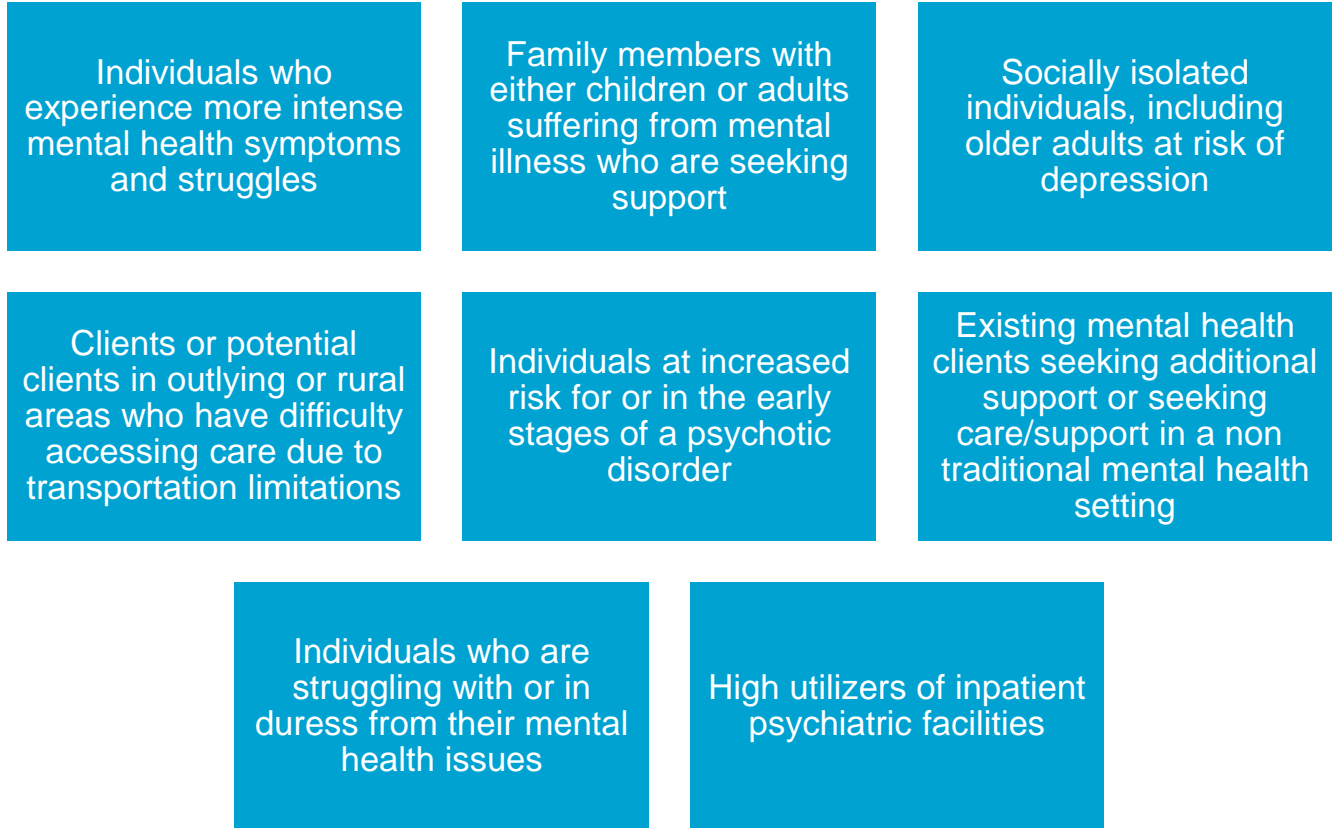 Individuals who
experience more intense
mental health symptoms
and struggles
Family members with
either children or adults
suffering from mental
illness who are seeking
support
Socially isolated
individuals, including
older adults at risk of
depression
Clients or potential
clients in outlying or rural
areas who have difficulty
accessing care due to
transportation limitations
Individuals at increased
risk for or in the early
stages of a psychotic
disorder
Existing mental health
clients seeking additional
support or seeking
care/support in a non
traditional mental health
setting
Individuals who are
struggling with or in
duress from their mental
health issues
High utilizers of inpatient
psychiatric facilities